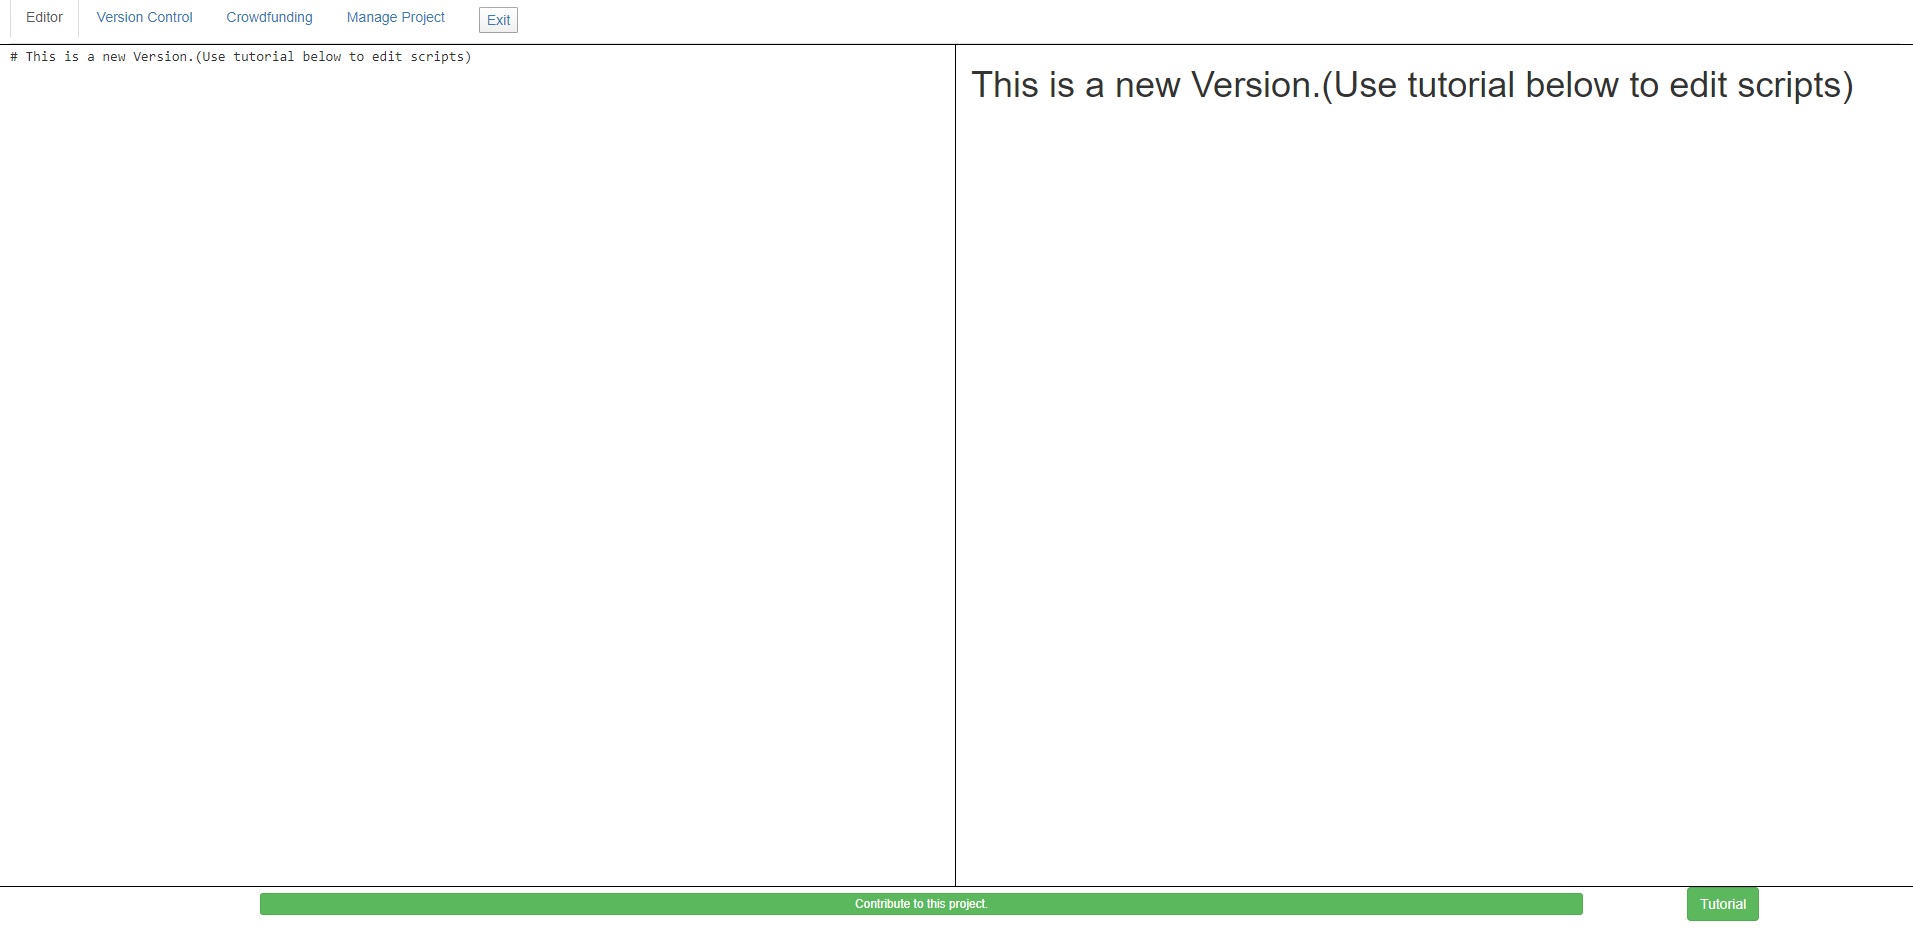 Editor Version Control Crowdfunding Manage Project Exit
# This is a new Version.(Use tutorial below to edit scripts)
This is a new Version.(Use tutorial below to edit scripts)
Contribute to this project.
Tutorial